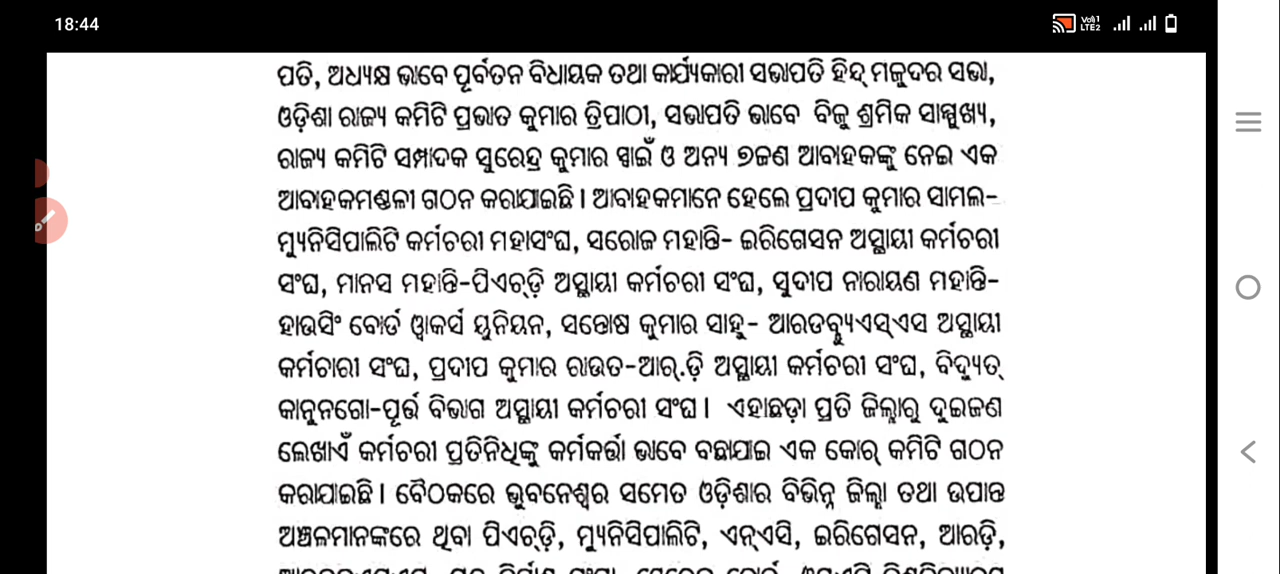 18:44
Vo))1
LTE2
ପତି, ଅଧ୍ୟକ୍ଷ ଭାବେ ପୂର୍ବତନ ବିଧାୟକ ତଥା କାର୍ଯ୍ୟକାରୀ ସଭାପତି ହିନ୍ଦ୍ ମଜୁଦର ସଭା,
ଓଡ଼ିଶା ରାଜ୍ୟ କମିଟି ପ୍ରଭାତ କୁମାର ତ୍ରିପାଠୀ, ସଭାପତି ଭାବେ ବିଜୁ ଶ୍ରମିକ ସାମ୍ମୁଖ୍ୟ,
ରାଜ୍ୟ କମିଟି ସମ୍ପାଦକ ସୁରେନ୍ଦ୍ର କୁମାର ସ୍ୱାଇଁ ଓ ଅନ୍ୟ ୭ଜଣ ଆବାହକଙ୍କୁ ନେଇ ଏକ
ଆବାହକମଣ୍ଡଳୀ ଗଠନ କରାଯାଇଛି। ଆବାହକମାନେ ହେଲେ ପ୍ରଦୀପ କୁମାର ସାମଲ-
ମ୍ୟୁନିସିପାଲିଟି କର୍ମଚରୀ ମହାସଂଘ, ସରୋଜ ମହାନ୍ତି- ଇରିଗେସନ ଅସ୍ଥାୟୀ କର୍ମଚରୀ
ସଂଘ, ମାନସ ମହାନ୍ତି-ପିଏଚ୍‌ଡ଼ି ଅସ୍ଥାୟୀ କର୍ମଚରୀ ସଂଘ, ସୁଦୀପ ନାରାୟଣ ମହାନ୍ତି-
ହାଉସିଂ ବୋର୍ଡ ୱାର୍କର୍ସ ୟୁନିୟନ, ସନ୍ତୋଷ କୁମାର ସାହୁ- ଆରଡବ୍ଲ୍ୟୁଏସ୍‌ଏସ ଅସ୍ଥାୟୀ
କର୍ମଚାରୀ ସଂଘ, ପ୍ରଦୀପ କୁମାର ରାଉତ-ଆର୍.ଡ଼ି ଅସ୍ଥାୟୀ କର୍ମଚରୀ ସଂଘ, ବିଦ୍ୟୁତ୍
କାନୁନଗୋ-ପୂର୍ତ୍ତ ବିଭାଗ ଅସ୍ଥାୟୀ କର୍ମଚରୀ ସଂଘ। ଏହାଛଡ଼ା ପ୍ରତି ଜିଲ୍ଲାରୁ ଦୁଇଜଣ
ଲେଖାଏଁ କର୍ମଚରୀ ପ୍ରତିନିଧିଙ୍କୁ କର୍ମକର୍ତ୍ତା ଭାବେ ବଛାଯାଇ ଏକ କୋର୍ କମିଟି ଗଠନ
କରାଯାଇଛି। ବୈଠକରେ ଭୁବନେଶ୍ୱର ସମେତ ଓଡ଼ିଶାର ବିଭିନ୍ନ ଜିଲ୍ଲା ତଥା ଉପାନ୍ତ
ଅଞ୍ଚଳମାନଙ୍କରେ ଥିବା ପିଏଚ୍‌ଡ଼ି, ମ୍ୟୁନିସିପାଲିଟି, ଏନ୍‌ଏସି, ଇରିଗେସନ, ଆରଡ଼ି,